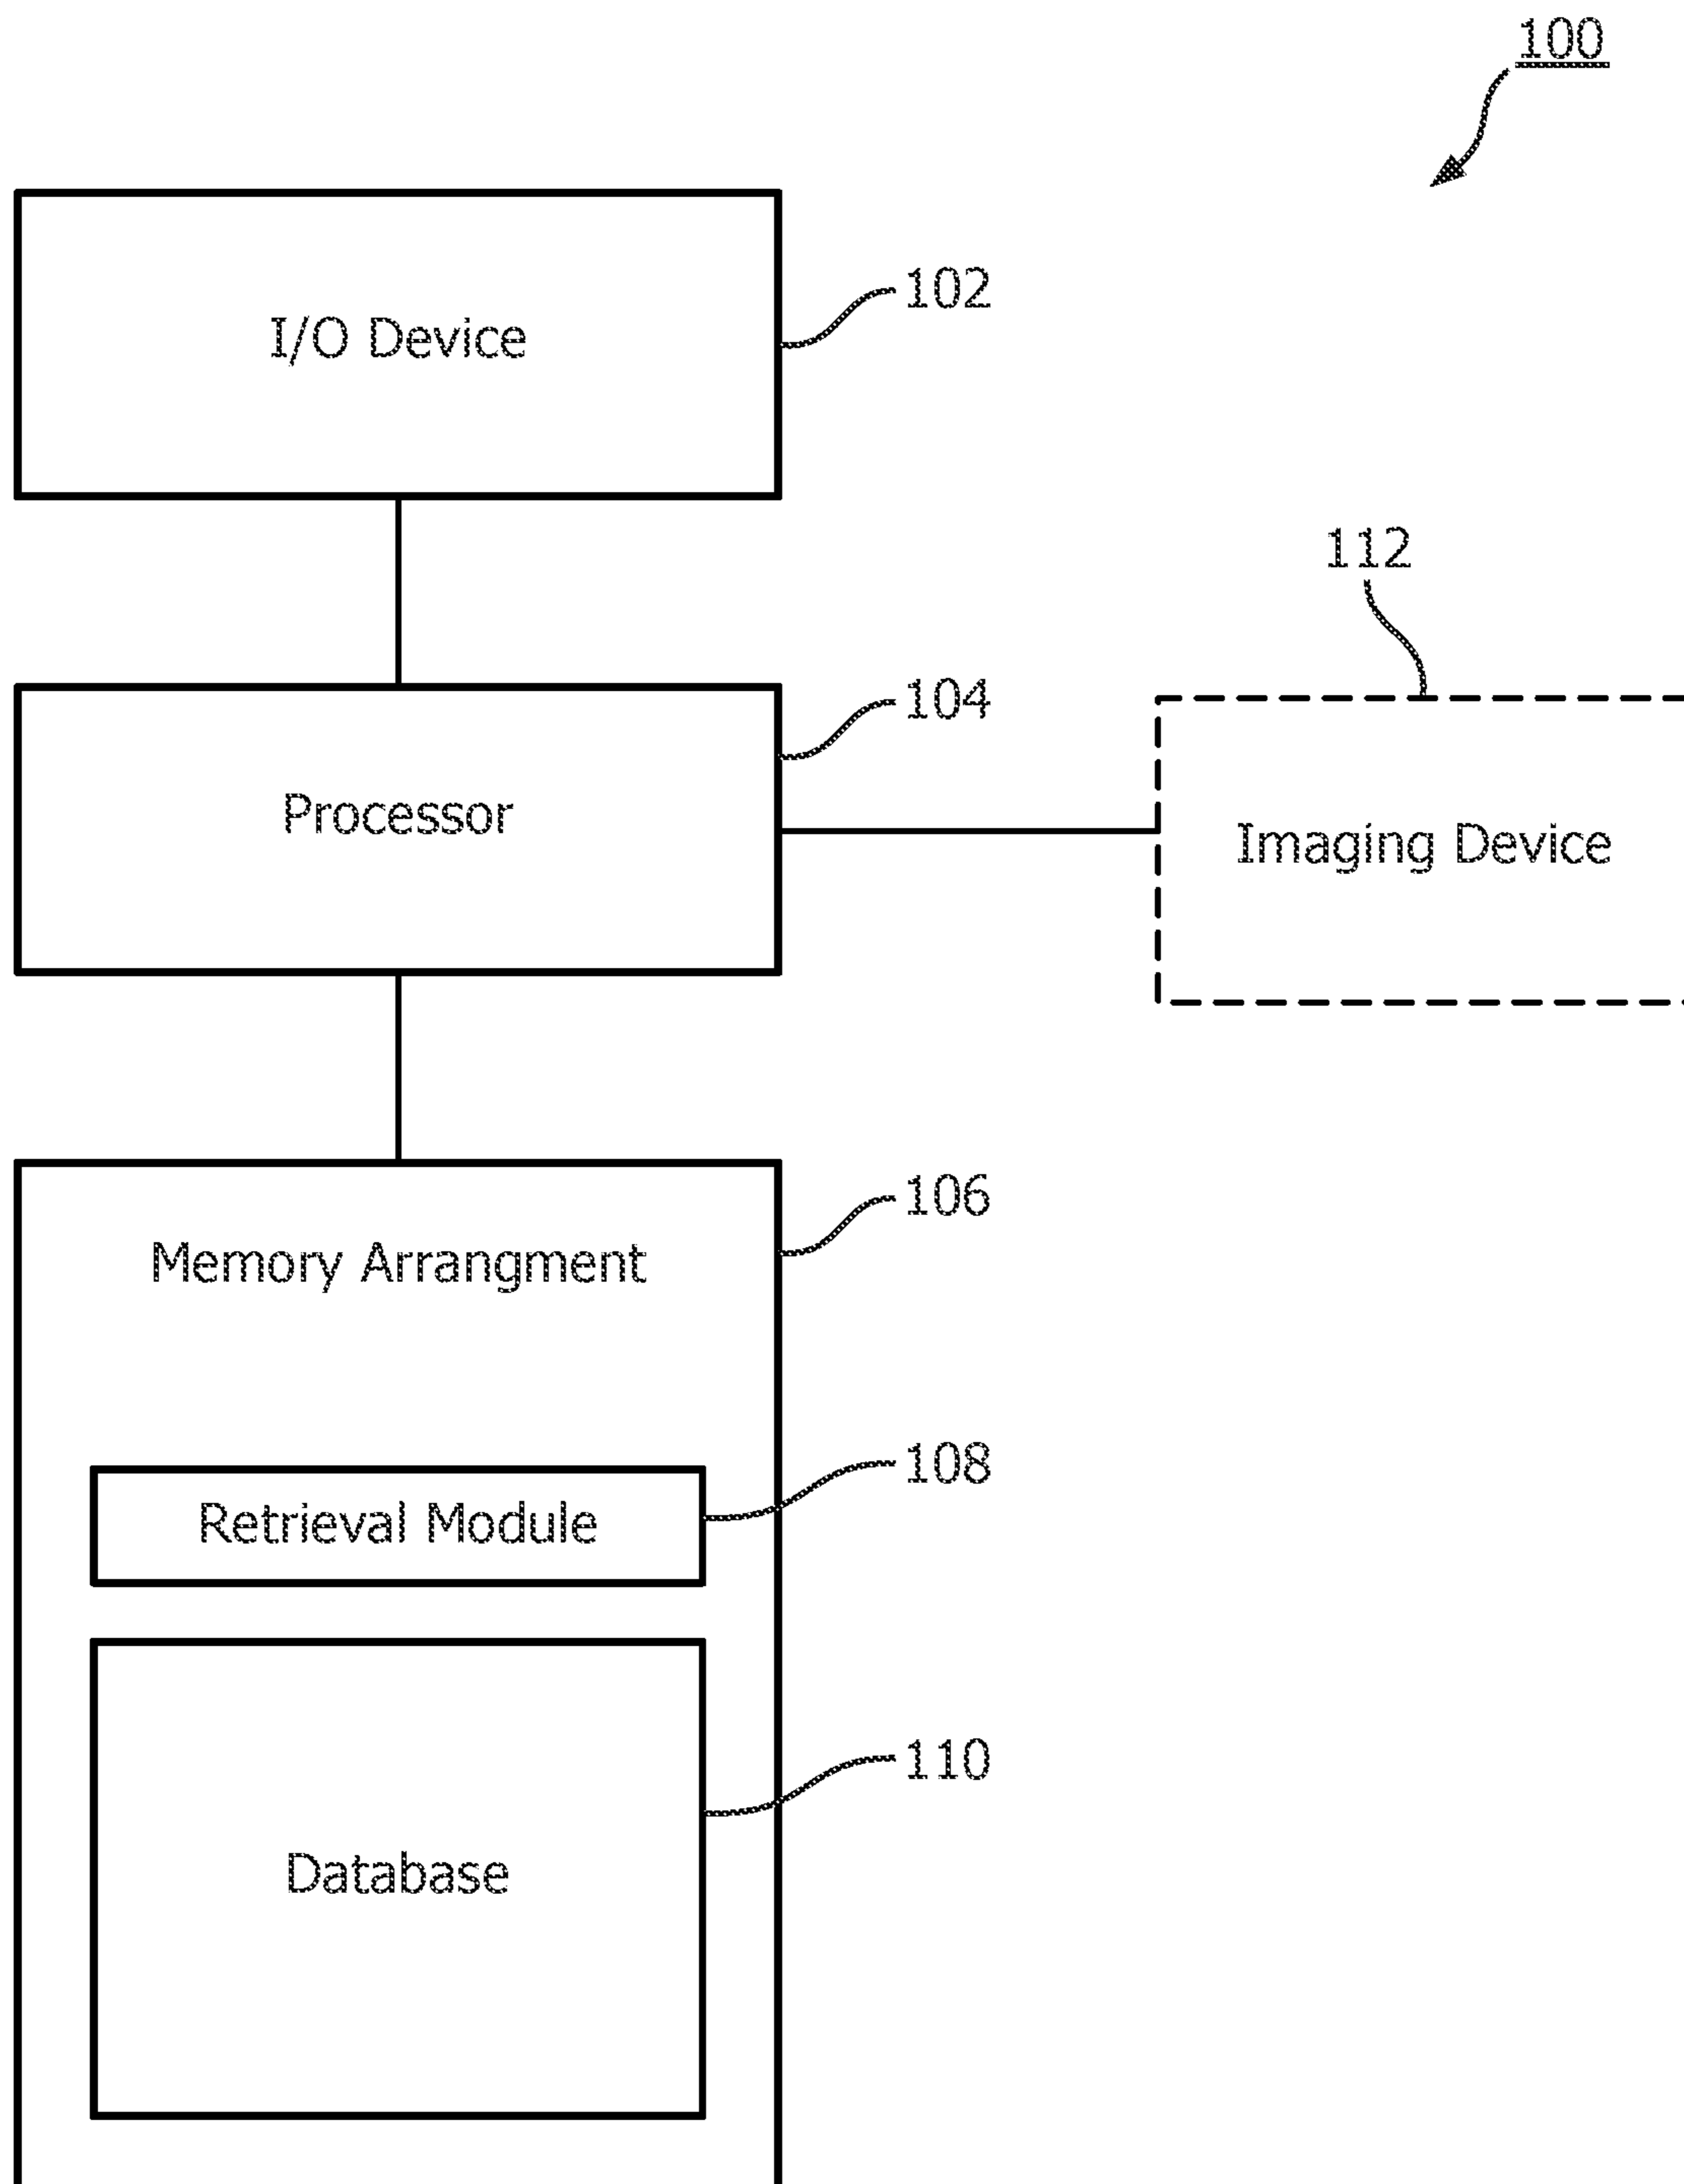 100
I/O Device
102
112
Processor
104
Imaging Device
Memory Arrangment
106
Retrieval Module
108
Database
110